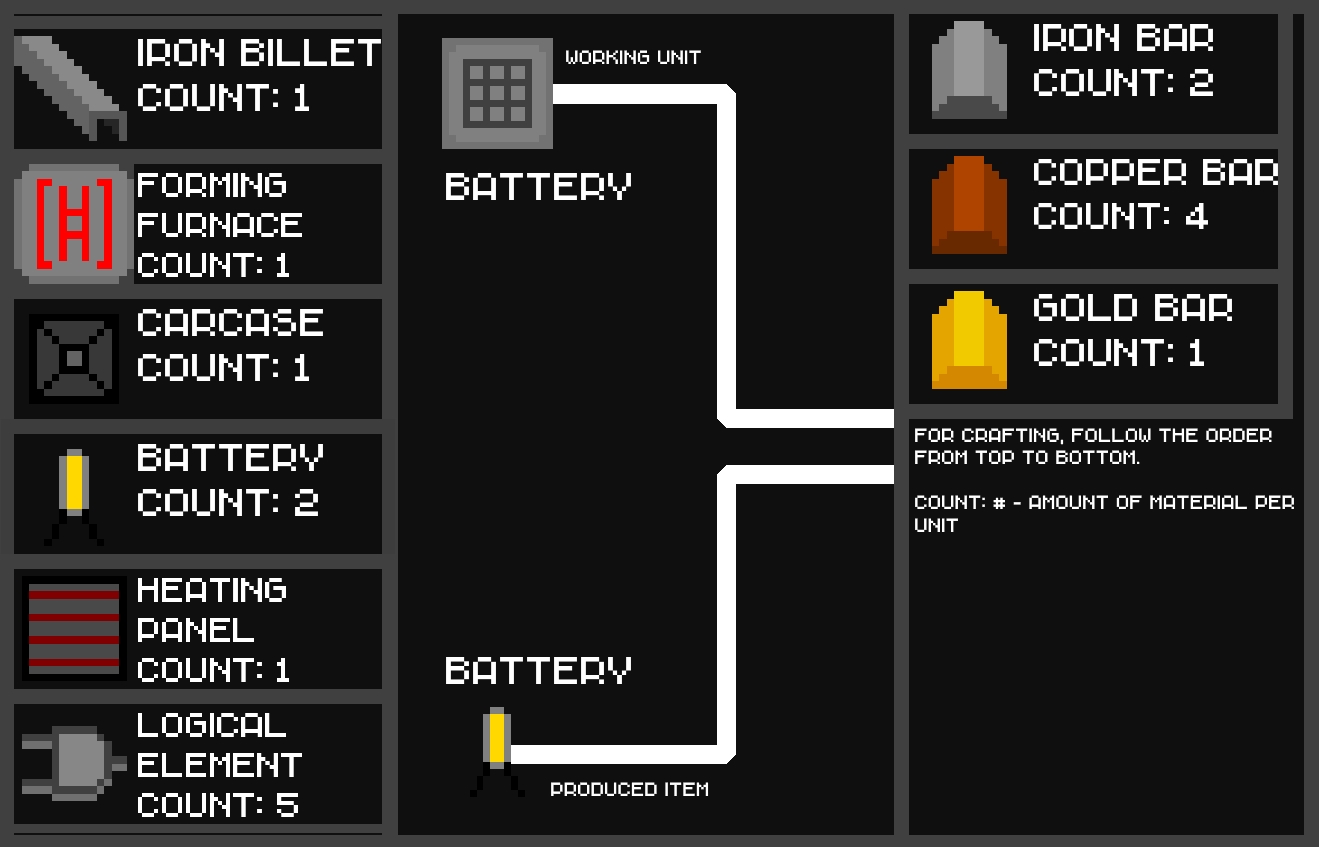 IRON BILLET
COUNT: 1
FORMING
FURNACE
COUNT: 1
CARCASE
COUNT: 1
BATTERY
COUNT: 2
HEATING
PANEL
COUNT: 1
LOGICAL
ELEMENT
COUNT: 5
WORKING UNIT
BATTERY
BATTERY
PRODUCED ITEM
IRON BAR
COUNT: 2
COPPER BAR
COUNT: 4
GOLD BAR
COUNT: 1
FOR CRAFTING, FOLLOW THE ORDER
FROM TOP TO BOTTOM.
COUNT: # - AMOUNT OF MATERIAL PER
UNIT